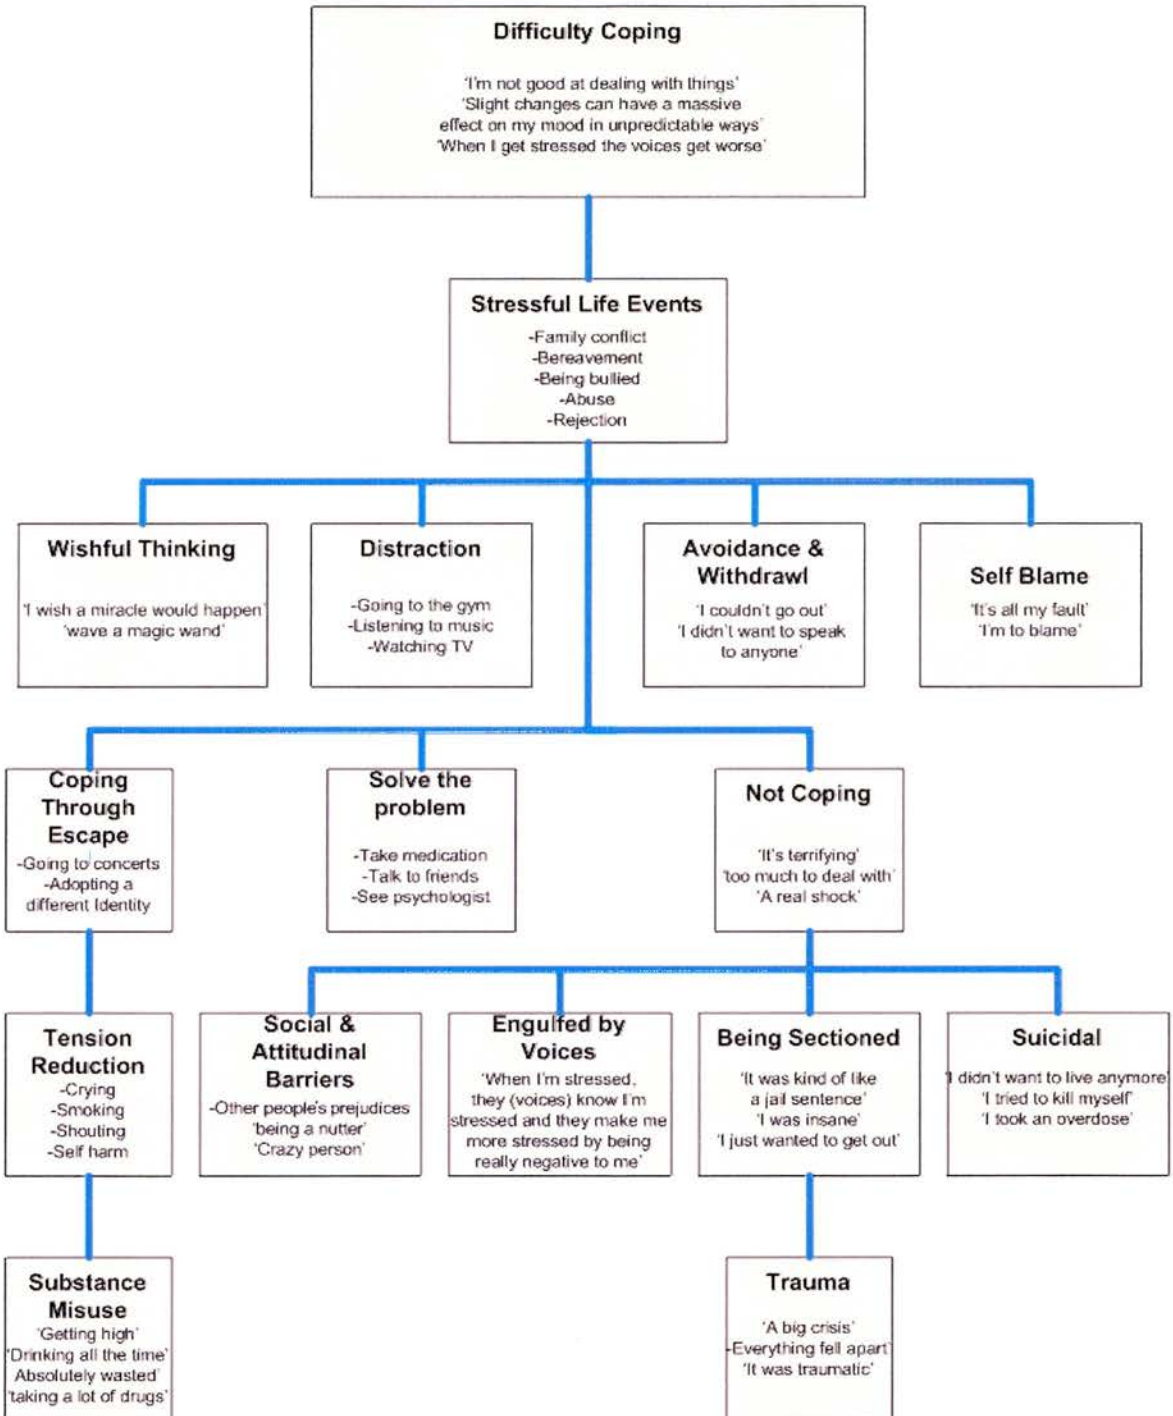 Difficulty Coping
'I'm not good at dealing with things'
'Slight changes can have a massive
effect on my mood in unpredictable ways'
'When I get stressed the voices get worse'
Stressful Life Events
-Family conflict
-Bereavement
-Being bullied
-Abuse
-Rejection
Wishful Thinking
'I wish a miracle would happen'
'wave a magic wand'
Distraction
-Going to the gym
-Listening to music
-Watching TV
Avoidance &
Withdrawl
'I couldn't go out'
'I didn't want to speak
to anyone'
Self Blame
'It's all my fault'
'I'm to blame'
Coping
Through
Escape
-Going to concerts
-Adopting a
different Identity
Solve the
problem
-Take medication
-Talk to friends
-See psychologist
Not Coping
'It's terrifying'
'too much to deal with'
'A real shock'
Tension
Reduction
-Crying
-Smoking
-Shouting
-Self harm
Social &
Attitudinal
Barriers
-Other people's prejudices
'being a nutter'
'Crazy person'
Engulfed by
Voices
'When I'm stressed,
they (voices) know I'm
stressed and they make me
more stressed by being
really negative to me'
Being Sectioned
'It was kind of like
a jail sentence'
'I was insane'
'I just wanted to get out'
Suicidal
'I didn't want to live anymore'
'I tried to kill myself'
'I took an overdose'
Substance
Misuse
'Getting high'
'Drinking all the time'
Absolutely wasted'
'taking a lot of drugs'
Trauma
'A big crisis'
-Everything fell apart'
'It was traumatic'